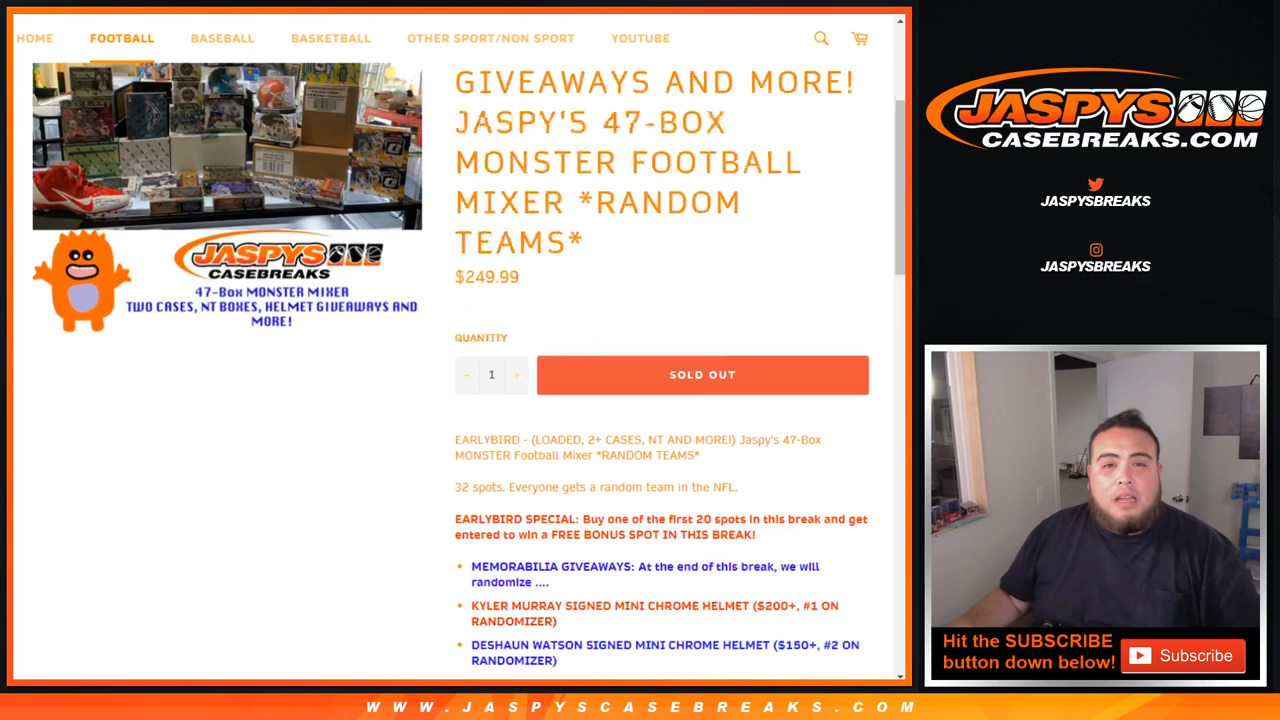 HOME FOOTBALL BASEBALL BASKETBALL OTHER SPORT/NON SPORT YOUTUBE
GIVEAWAYS AND MORE!
JASPY'S 47-BOX
MONSTER FOOTBALL
MIXER *RANDOM
TEAMS*
$249.99
JASPYS
CASEBREAKS
47-Box MONSTER MIXER
TWO CASES, NT BOXES, HELMET GIVEAWAYS AND
MORE!
QUANTITY
− 1 +
SOLD OUT
EARLYBIRD - (LOADED, 2+ CASES, NT AND MORE!) Jaspy's 47-Box
MONSTER Football Mixer *RANDOM TEAMS*
32 spots. Everyone gets a random team in the NFL.
EARLYBIRD SPECIAL: Buy one of the first 20 spots in this break and get
entered to win a FREE BONUS SPOT IN THIS BREAK!
MEMORABILIA GIVEAWAYS: At the end of this break, we will
randomize ....
KYLER MURRAY SIGNED MINI CHROME HELMET ($200+, #1 ON
RANDOMIZER)
DESHAUN WATSON SIGNED MINI CHROME HELMET ($150+, #2 ON
RANDOMIZER)
JASPYS
CASEBREAKS.COM
JASPYSBREAKS
JASPYSBREAKS
Hit the SUBSCRIBE
button down below!
Subscribe
WWW.JASPYSCASEBREAKS.COM